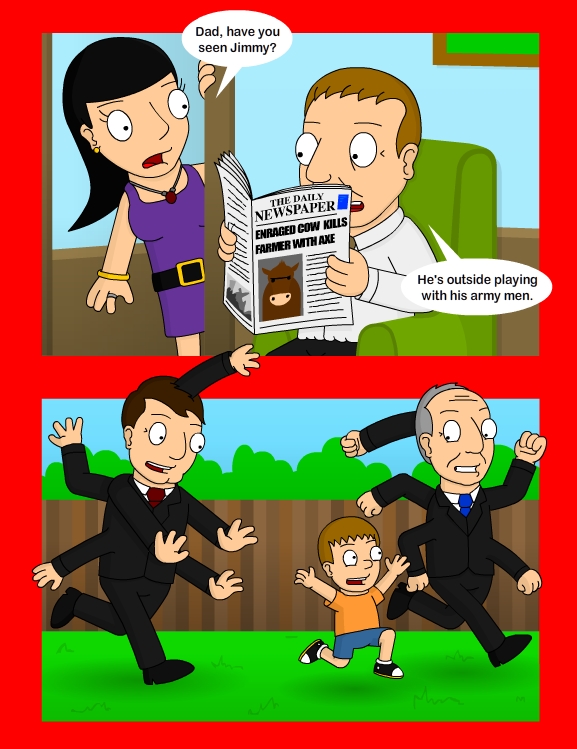 Dad, have you
seen Jimmy?
THE DAILY
NEWSPAPER
ENRAGED COW KILLS
FARMER WITH AXE
He's outside playing
with his army men.